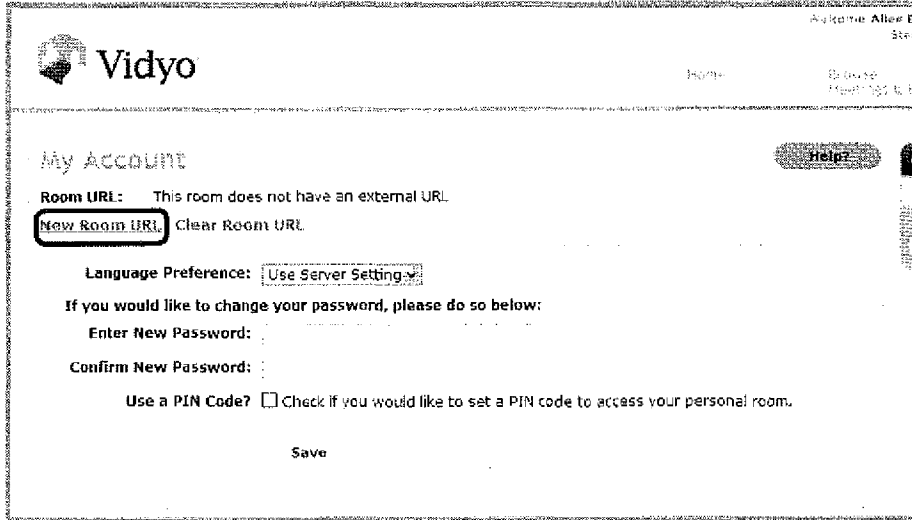 Welcome Allen
Vidyo
Home
Browse
My Account
Help?
Room URL: This room does not have an external URL
New Room URL Clear Room URL
Language Preference: Use Server Setting
If you would like to change your password, please do so below:
Enter New Password:
Confirm New Password:
Use a PIN Code? Check if you would like to set a PIN code to access your personal room.
Save